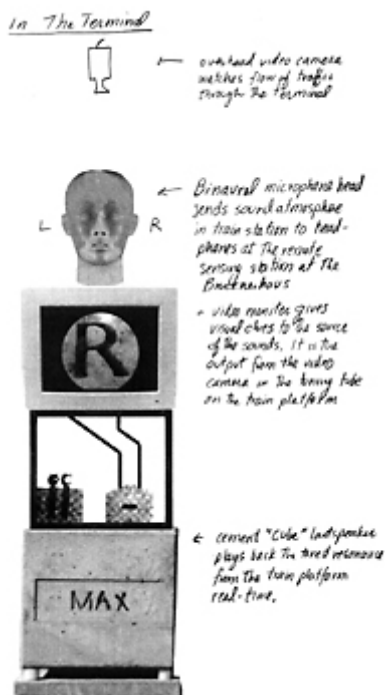 In The Terminal
← overhead video camera
watches flow of traffic
through the terminal
← Binaural microphone head
sends sound atmosphere
in train station to head-
phones at the remote
sensing station at the
L R
• video monitor gives
visual clues to the source
of the sounds. It is the
output from the video
camera in the tuning tube
on the train platform
R
← cement "Cube" loudspeaker
plays back the tuned resonance
from the train platform
real-time.
MAX